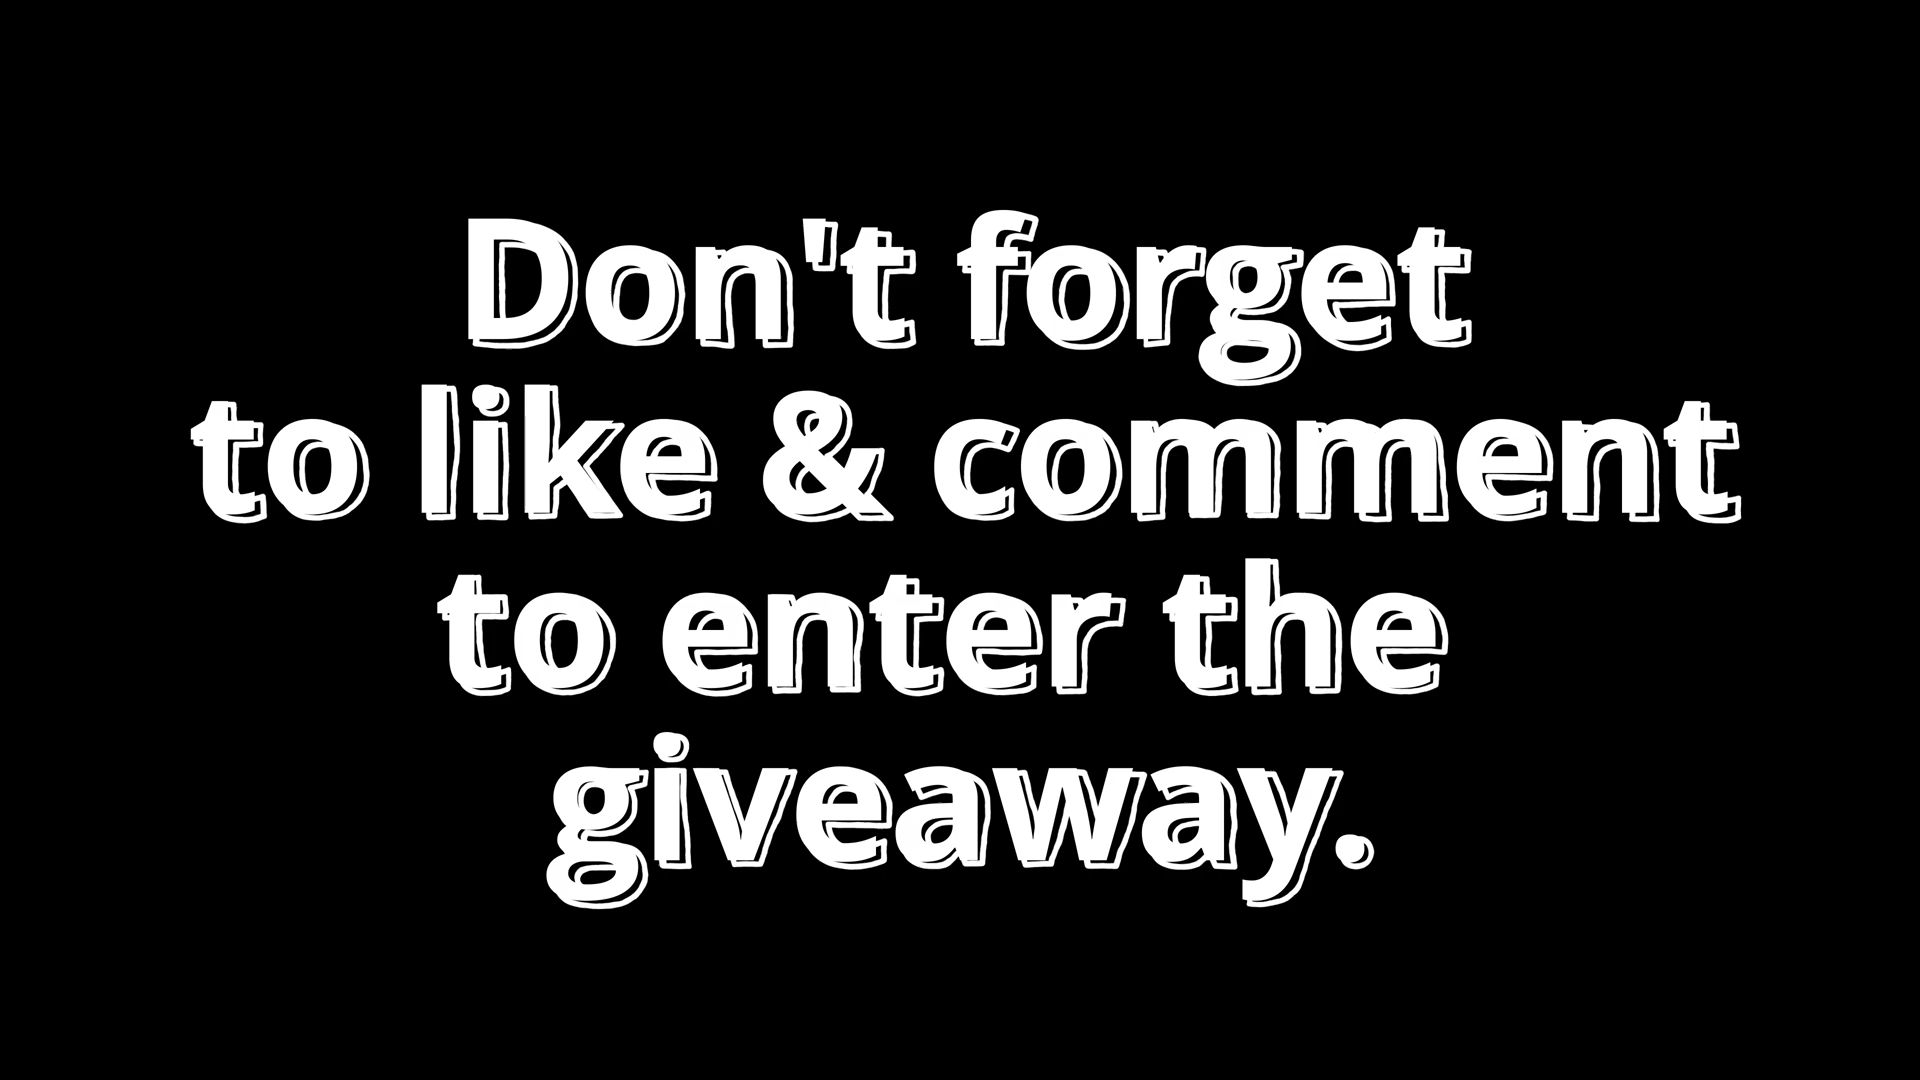 Don't forget
to like & comment
to enter the
giveaway.